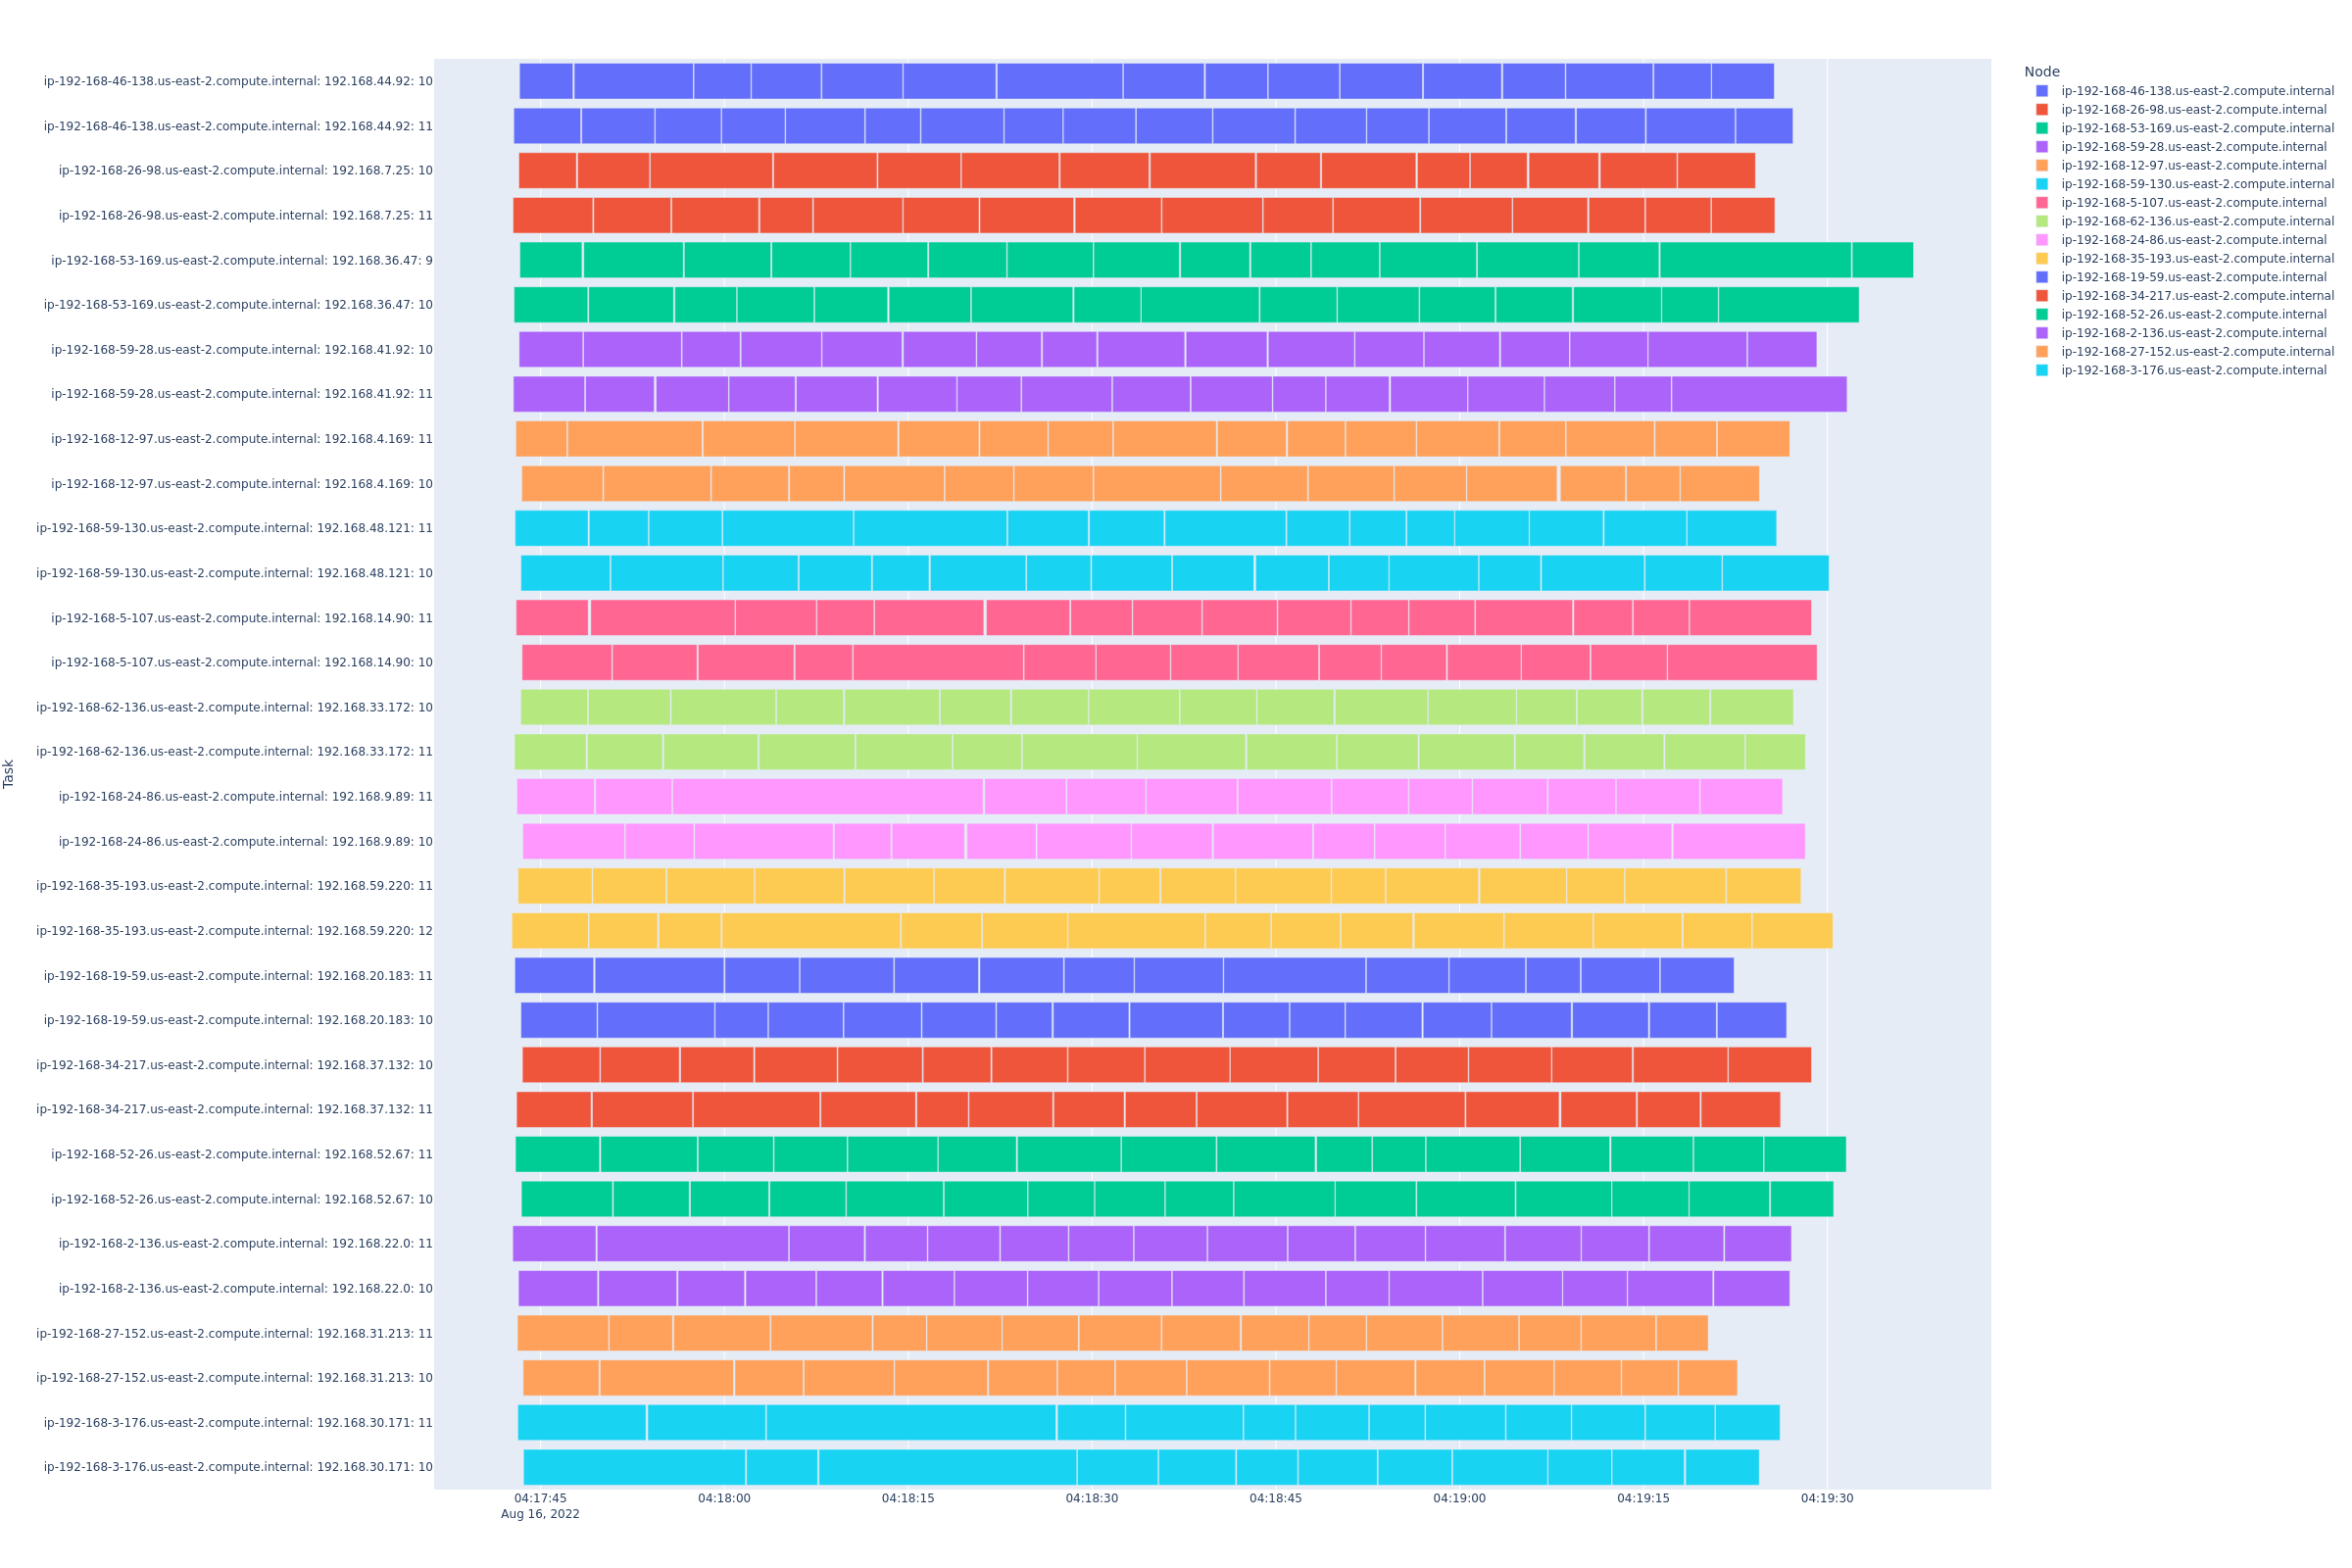 ip-192-168-46-138.us-east-2.compute.internal: 192.168.44.92: 10
ip-192-168-46-138.us-east-2.compute.internal: 192.168.44.92: 11
ip-192-168-26-98.us-east-2.compute.internal: 192.168.7.25: 10
ip-192-168-26-98.us-east-2.compute.internal: 192.168.7.25: 11
ip-192-168-53-169.us-east-2.compute.internal: 192.168.36.47: 9
ip-192-168-53-169.us-east-2.compute.internal: 192.168.36.47: 10
ip-192-168-59-28.us-east-2.compute.internal: 192.168.41.92: 10
ip-192-168-59-28.us-east-2.compute.internal: 192.168.41.92: 11
ip-192-168-12-97.us-east-2.compute.internal: 192.168.4.169: 11
ip-192-168-12-97.us-east-2.compute.internal: 192.168.4.169: 10
ip-192-168-59-130.us-east-2.compute.internal: 192.168.48.121: 11
ip-192-168-59-130.us-east-2.compute.internal: 192.168.48.121: 10
ip-192-168-5-107.us-east-2.compute.internal: 192.168.14.90: 11
ip-192-168-5-107.us-east-2.compute.internal: 192.168.14.90: 10
ip-192-168-62-136.us-east-2.compute.internal: 192.168.33.172: 10
ip-192-168-62-136.us-east-2.compute.internal: 192.168.33.172: 11
ip-192-168-24-86.us-east-2.compute.internal: 192.168.9.89: 11
ip-192-168-24-86.us-east-2.compute.internal: 192.168.9.89: 10
ip-192-168-35-193.us-east-2.compute.internal: 192.168.59.220: 11
ip-192-168-35-193.us-east-2.compute.internal: 192.168.59.220: 12
ip-192-168-19-59.us-east-2.compute.internal: 192.168.20.183: 11
ip-192-168-19-59.us-east-2.compute.internal: 192.168.20.183: 10
ip-192-168-34-217.us-east-2.compute.internal: 192.168.37.132: 10
ip-192-168-34-217.us-east-2.compute.internal: 192.168.37.132: 11
ip-192-168-52-26.us-east-2.compute.internal: 192.168.52.67: 11
ip-192-168-52-26.us-east-2.compute.internal: 192.168.52.67: 10
ip-192-168-2-136.us-east-2.compute.internal: 192.168.22.0: 11
ip-192-168-2-136.us-east-2.compute.internal: 192.168.22.0: 10
ip-192-168-27-152.us-east-2.compute.internal: 192.168.31.213: 11
ip-192-168-27-152.us-east-2.compute.internal: 192.168.31.213: 10
ip-192-168-3-176.us-east-2.compute.internal: 192.168.30.171: 11
ip-192-168-3-176.us-east-2.compute.internal: 192.168.30.171: 10
Task
04:17:45
Aug 16, 2022
04:18:00
04:18:15
04:18:30
04:18:45
04:19:00
04:19:15
04:19:30
Node
ip-192-168-46-138.us-east-2.compute.internal
ip-192-168-26-98.us-east-2.compute.internal
ip-192-168-53-169.us-east-2.compute.internal
ip-192-168-59-28.us-east-2.compute.internal
ip-192-168-12-97.us-east-2.compute.internal
ip-192-168-59-130.us-east-2.compute.internal
ip-192-168-5-107.us-east-2.compute.internal
ip-192-168-62-136.us-east-2.compute.internal
ip-192-168-24-86.us-east-2.compute.internal
ip-192-168-35-193.us-east-2.compute.internal
ip-192-168-19-59.us-east-2.compute.internal
ip-192-168-34-217.us-east-2.compute.internal
ip-192-168-52-26.us-east-2.compute.internal
ip-192-168-2-136.us-east-2.compute.internal
ip-192-168-27-152.us-east-2.compute.internal
ip-192-168-3-176.us-east-2.compute.internal